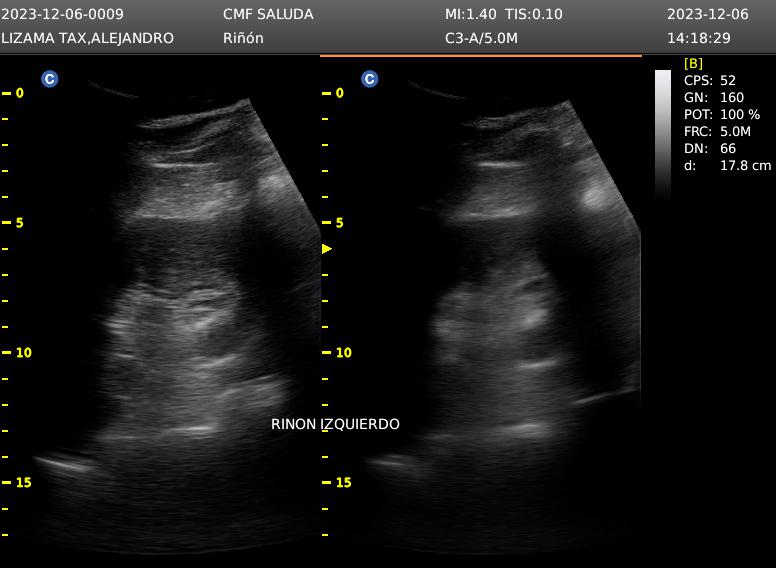 2023-12-06-0009 CMF SALUDA MI:1.40 TIS:0.10 2023-12-06
LIZAMA TAX,ALEJANDRO Riñón C3-A/5.0M 14:18:29
[B]
CPS: 52
GN: 160
POT: 100 %
FRC: 5.0M
DN: 66
d: 17.8 cm
C C
0 0
5 5
10 10
RINON IZQUIERDO
15 15